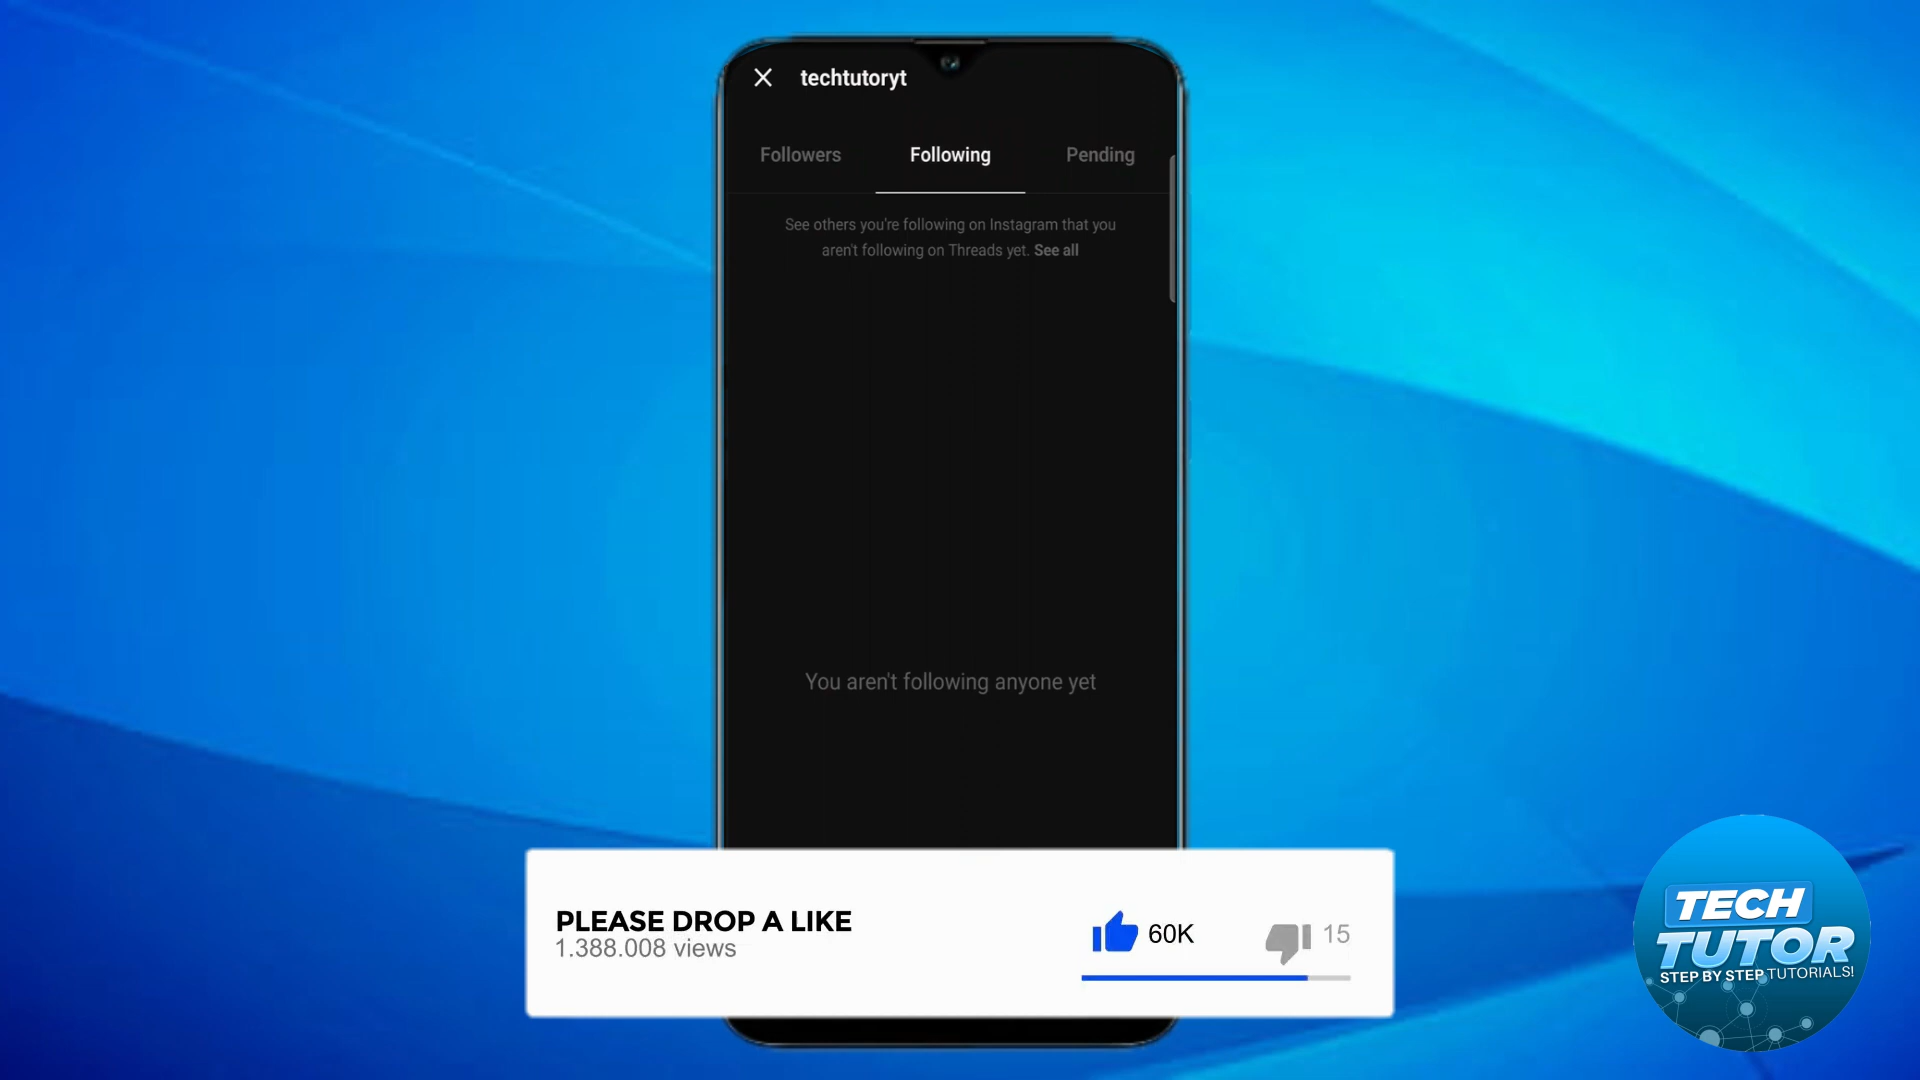 techtutoryt
Followers Following Pending
See others you're following on Instagram that you
aren't following on Threads yet. See all
You aren't following anyone yet
PLEASE DROP A LIKE
1.388.008 views
60K 15
TECH
TUTOR
STEP BY STEP TUTORIALS!